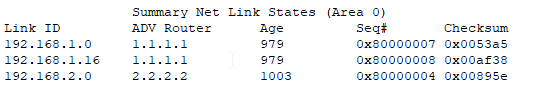 Summary Net Link States (Area 0)
Link ID ADV Router Age Seq# Checksum
192.168.1.0 1.1.1.1 979 0x80000007 0x0053a5
192.168.1.16 1.1.1.1 979 0x80000008 0x00af38
192.168.2.0 2.2.2.2 1003 0x80000004 0x00895e